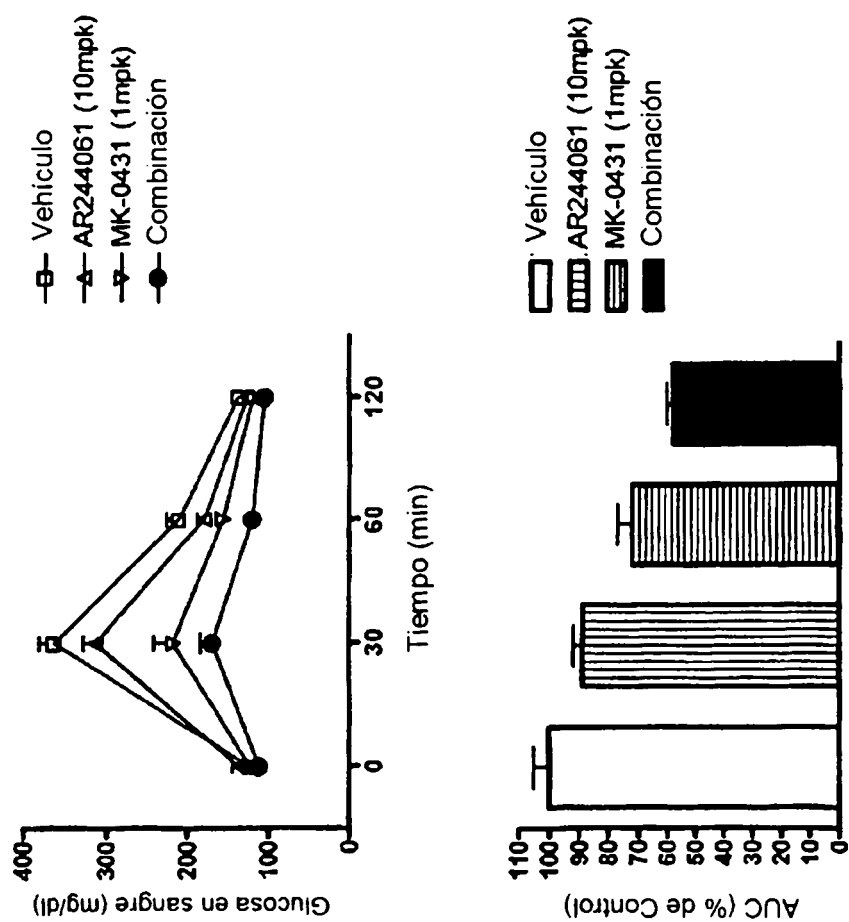 Glucosa en sangre (mg/dl)
400
300
200
100
0
0
30
60
120
Tiempo (min)
Vehículo
AR244061 (10mpk)
MK-0431 (1mpk)
Combinación
AUC (% de Control)
110
100
90
80
70
60
50
40
30
20
10
0
Vehículo
AR244061 (10mpk)
MK-0431 (1mpk)
Combinación